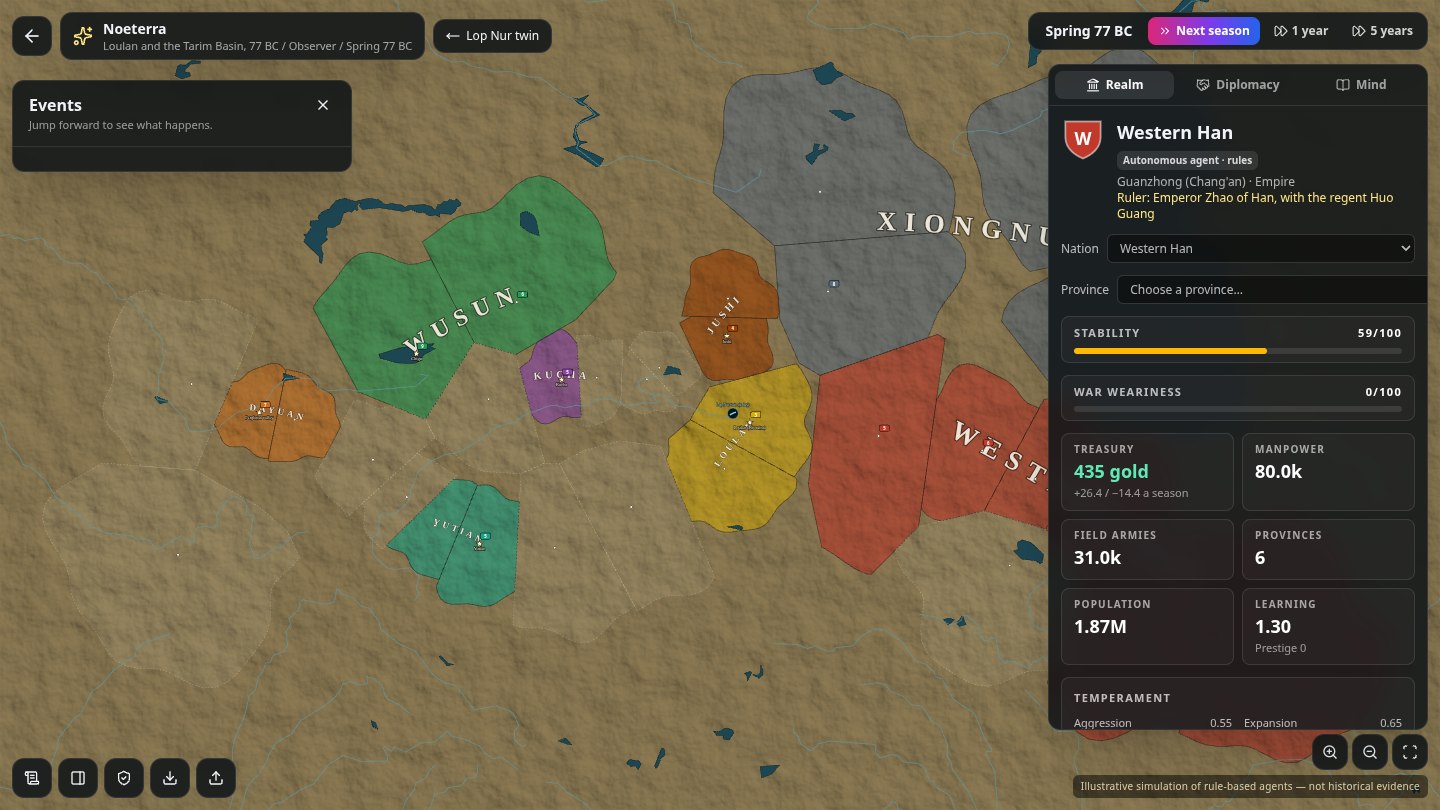 Noeterra
Loulan and the Tarim Basin, 77 BC / Observer / Spring 77 BC
← Lop Nur twin
Spring 77 BC
Next season
1 year
5 years
Events
Jump forward to see what happens.
Realm
Diplomacy
Mind
W
Western Han
Autonomous agent · rules
Guanzhong (Chang'an) · Empire
Ruler: Emperor Zhao of Han, with the regent Huo
Guang
Nation
Western Han
Province
Choose a province...
STABILITY
59/100
WAR WEARINESS
0/100
TREASURY
435 gold
+26.4 / −14.4 a season
MANPOWER
80.0k
FIELD ARMIES
31.0k
PROVINCES
6
POPULATION
1.87M
LEARNING
1.30
Prestige 0
TEMPERAMENT
Aggression
0.55
Expansion
0.65
XIONGNU
WUSUN
JUSHI
KUCHA
DAYUAN
LOULAN
WEST
YUTIAN
Illustrative simulation of rule-based agents — not historical evidence